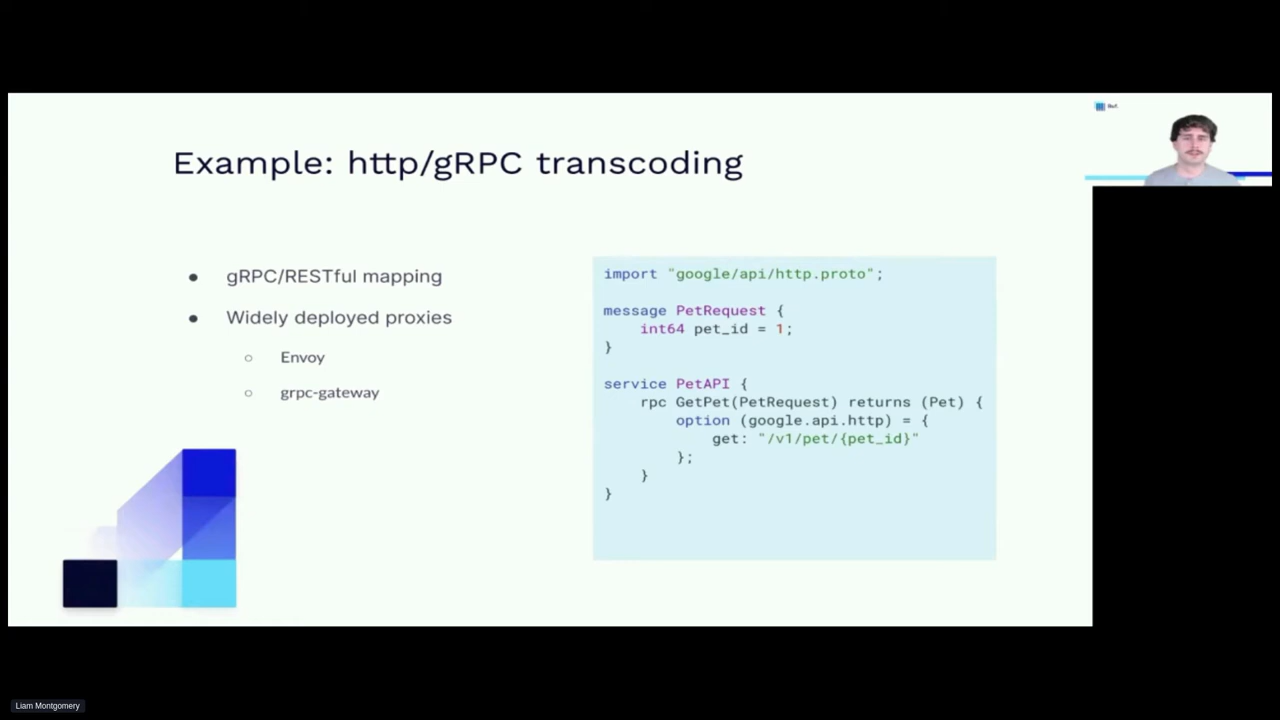 Example: http/gRPC transcoding
● gRPC/RESTful mapping
● Widely deployed proxies
○ Envoy
○ grpc-gateway
import "google/api/http.proto";
message PetRequest {
    int64 pet_id = 1;
}
service PetAPI {
    rpc GetPet(PetRequest) returns (Pet) {
        option (google.api.http) = {
            get: "/v1/pet/{pet_id}"
        };
    }
}
Liam Montgomery